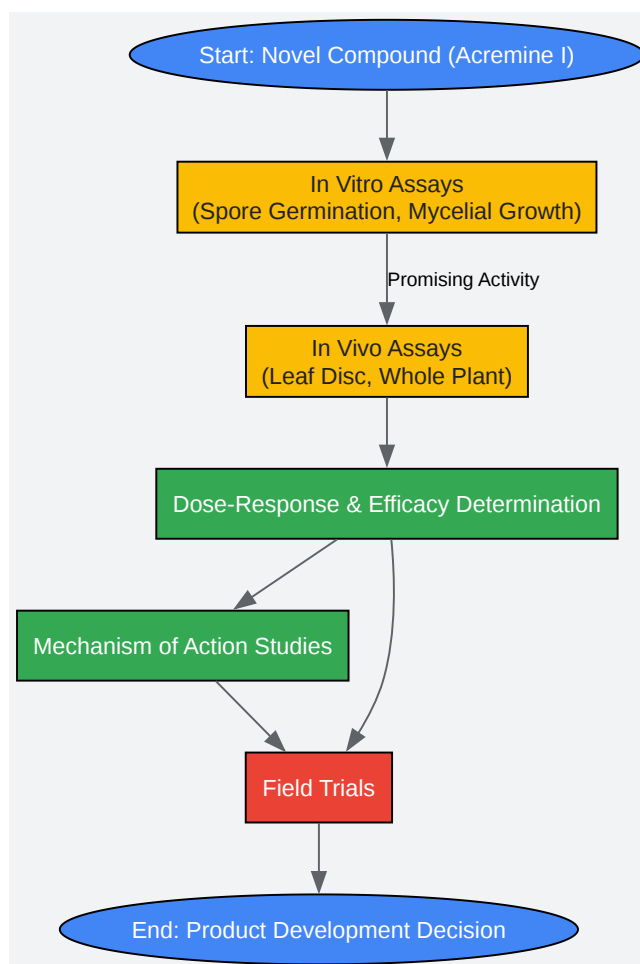 Start: Novel Compound (Acremine I)
In Vitro Assays
(Spore Germination, Mycelial Growth)
Promising Activity
In Vivo Assays
(Leaf Disc, Whole Plant)
Dose-Response & Efficacy Determination
Mechanism of Action Studies
Field Trials
End: Product Development Decision